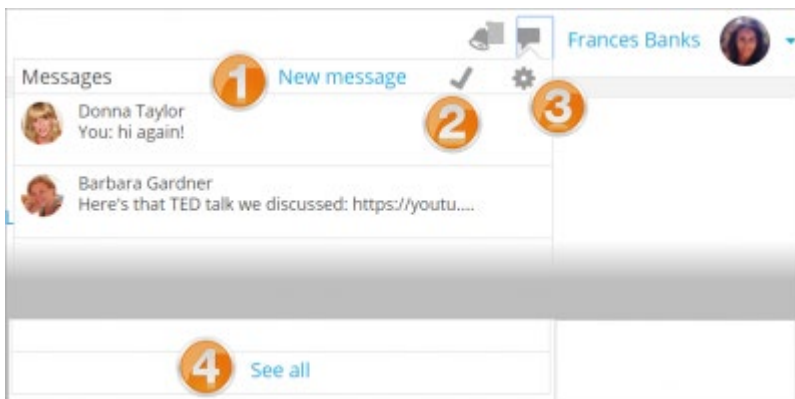 Frances Banks
Messages 1 New message 2 3
Donna Taylor
You: hi again!
Barbara Gardner
Here's that TED talk we discussed: https://youtu....
L
4 See all